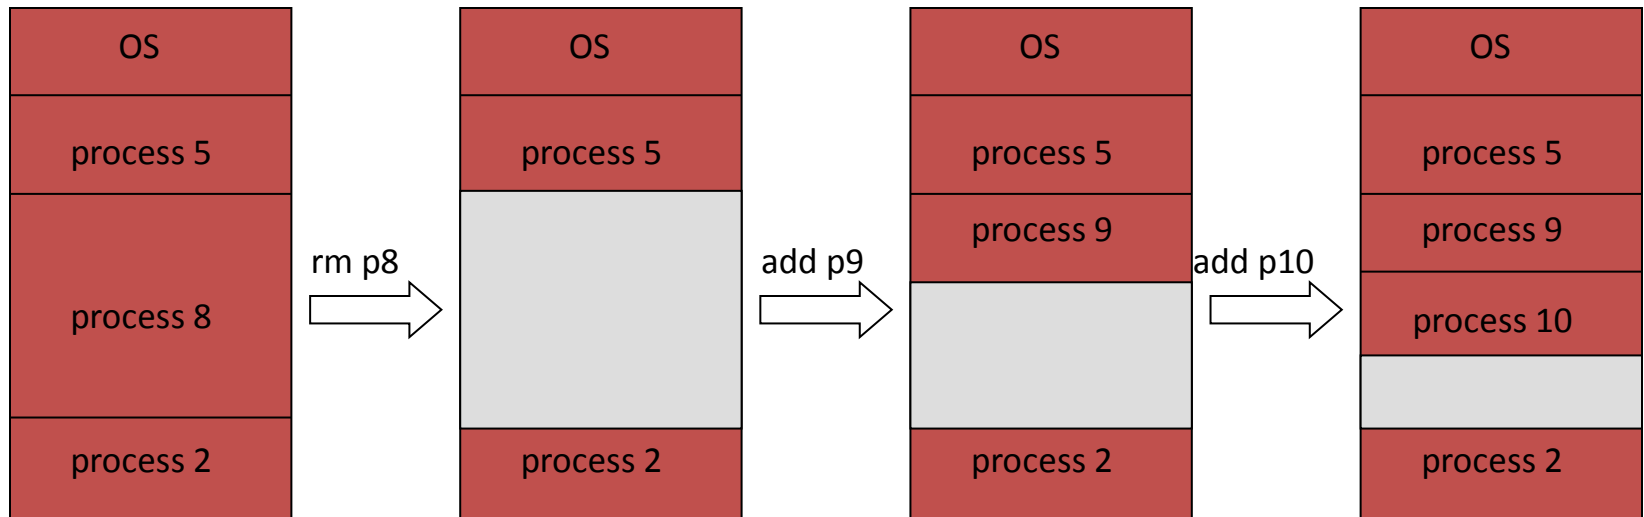 OS
process 5
process 8
process 2
rm p8
OS
process 5
process 2
add p9
OS
process 5
process 9
process 2
add p10
OS
process 5
process 9
process 10
process 2